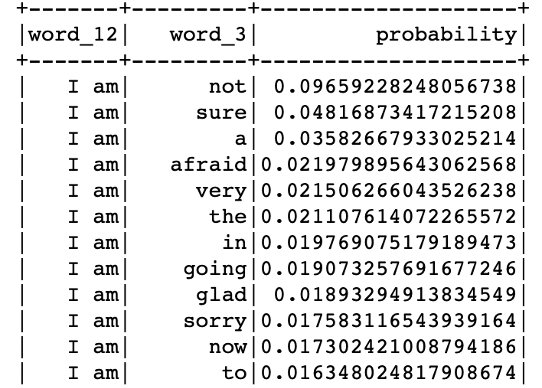 +-------+---------+--------------------+
|word_12|   word_3|         probability|
+-------+---------+--------------------+
|   I am|      not| 0.09659228248056738|
|   I am|     sure| 0.04816873417215208|
|   I am|        a| 0.03582667933025214|
|   I am|   afraid|0.021979895643062568|
|   I am|     very|0.021506266043526238|
|   I am|      the|0.021107614072265572|
|   I am|       in|0.019769075179189473|
|   I am|    going|0.019073257691677246|
|   I am|     glad| 0.01893294913834549|
|   I am|    sorry|0.017583116543939164|
|   I am|      now|0.017302421008794186|
|   I am|       to|0.016348024817908674|